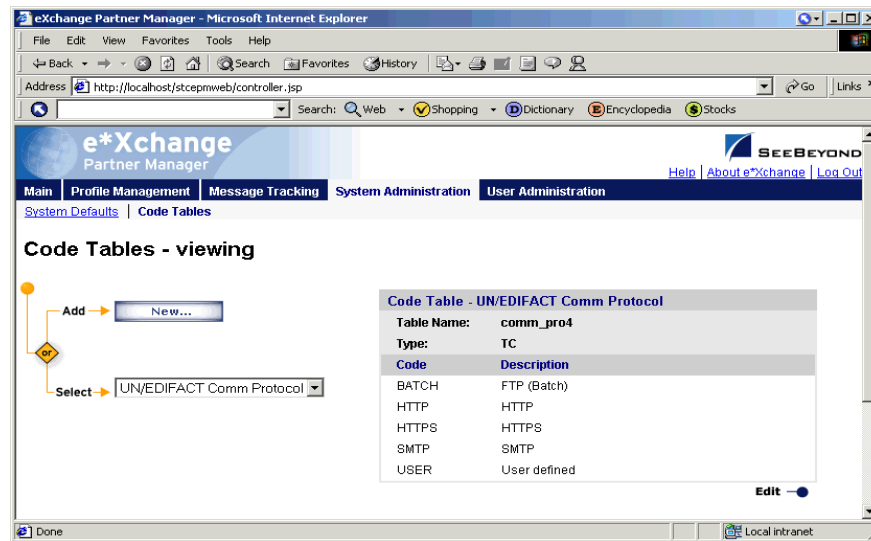 eXchange Partner Manager - Microsoft Internet Explorer
File Edit View Favorites Tools Help
Back Search Favorites History
Address http://localhost/stcepmweb/controller.jsp Go Links
Search: Web Shopping Dictionary Encyclopedia Stocks
e*Xchange
Partner Manager
SEEBEYOND
Help | About e*Xchange | Log Out
Main Profile Management Message Tracking System Administration User Administration
System Defaults | Code Tables
Code Tables - viewing
Add New...
or
Select UN/EDIFACT Comm Protocol
Code Table - UN/EDIFACT Comm Protocol
Table Name: comm_pro4
Type: TC
Code Description
BATCH FTP (Batch)
HTTP HTTP
HTTPS HTTPS
SMTP SMTP
USER User defined
Edit
Done Local intranet